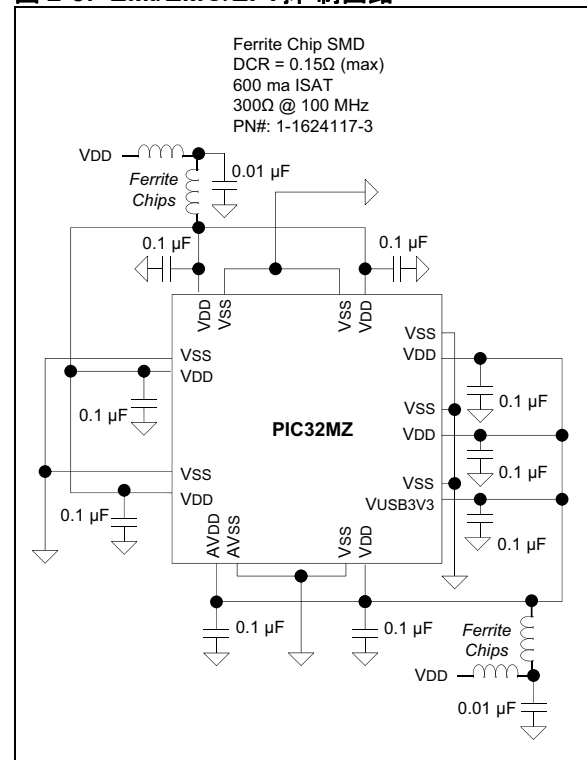 Ferrite Chip SMD
DCR = 0.15Ω (max)
600 ma ISAT
300Ω @ 100 MHz
PN#: 1-1624117-3
VDD
0.01 µF
Ferrite
Chips
0.1 µF
0.1 µF
VDD
VSS
VSS
VDD
VSS
VDD
0.1 µF
VSS
VDD
0.1 µF
PIC32MZ
VSS
VDD
0.1 µF
VSS
VDD
0.1 µF
VSS
VUSB3V3
0.1 µF
AVDD
AVSS
VSS
VDD
0.1 µF
0.1 µF
Ferrite
Chips
VDD
0.01 µF